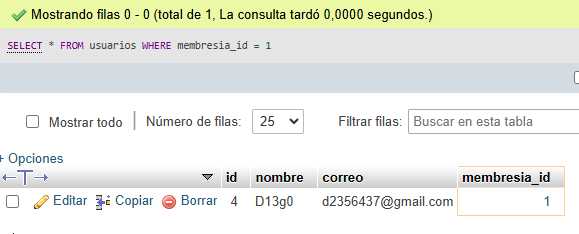 Mostrando filas 0 - 0 (total de 1, La consulta tardó 0,0000 segundos.)
SELECT * FROM usuarios WHERE membresia_id = 1
Mostrar todo Número de filas: 25 Filtrar filas: Buscar en esta tabla
+ Opciones
id nombre correo membresia_id
Editar Copiar Borrar 4 D13g0 d2356437@gmail.com 1